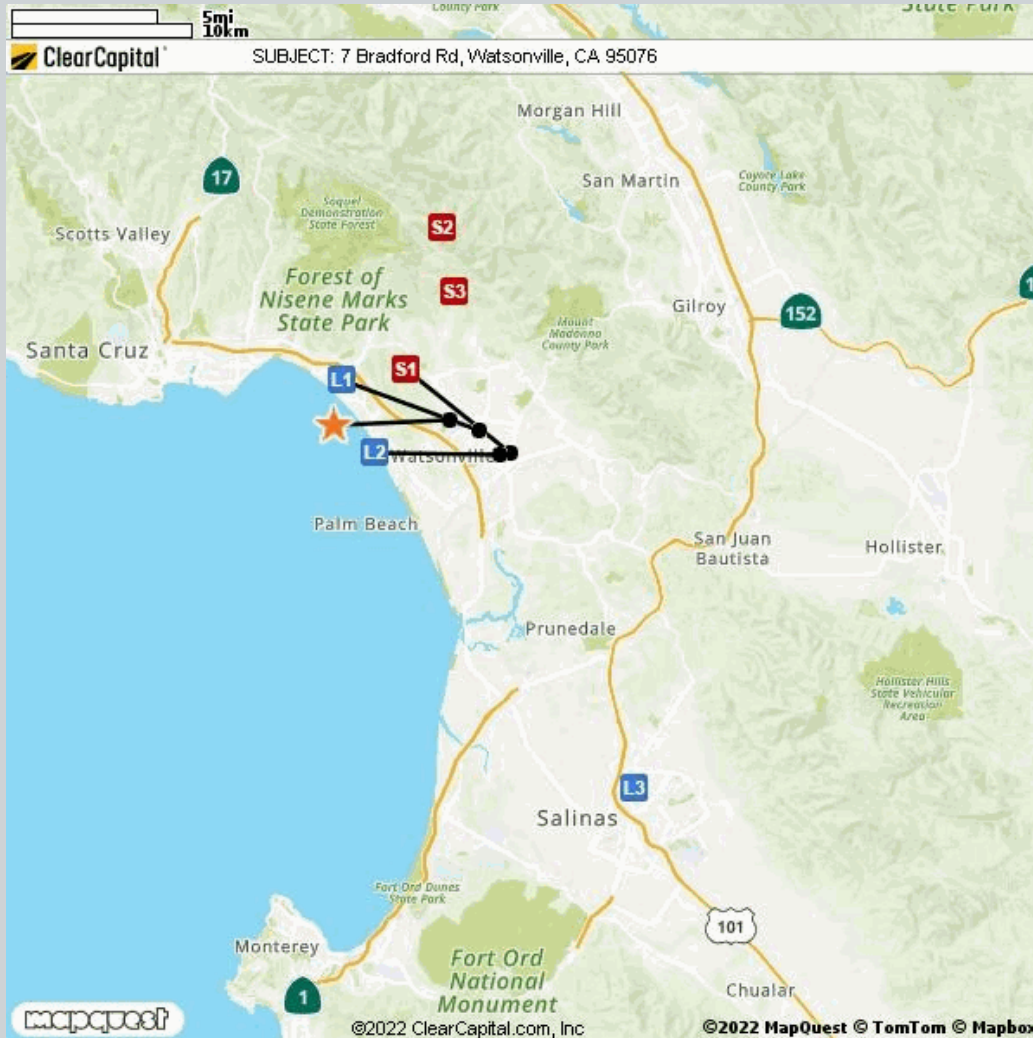 County Park
State Park
5mi
10km
ClearCapital
SUBJECT: 7 Bradford Rd, Watsonville, CA 95076
Morgan Hill
17
San Martin
Coyote Lake
County Park
Soquel
Demonstration
State Forest
Scotts Valley
S2
Forest of
Nisene Marks
State Park
S3
Gilroy
152
1
Mount
Madonna
County Park
Santa Cruz
S1
L1
L2
Watsonville
Palm Beach
San Juan
Bautista
Hollister
Prunedale
Hollister Hills
State Vehicular
Recreation
Area
L3
Salinas
Fort Ord Dunes
State Park
101
Monterey
Fort Ord
National
Monument
1
Chualar
mapquest
©2022 ClearCapital.com, Inc
©2022 MapQuest © TomTom © Mapbox